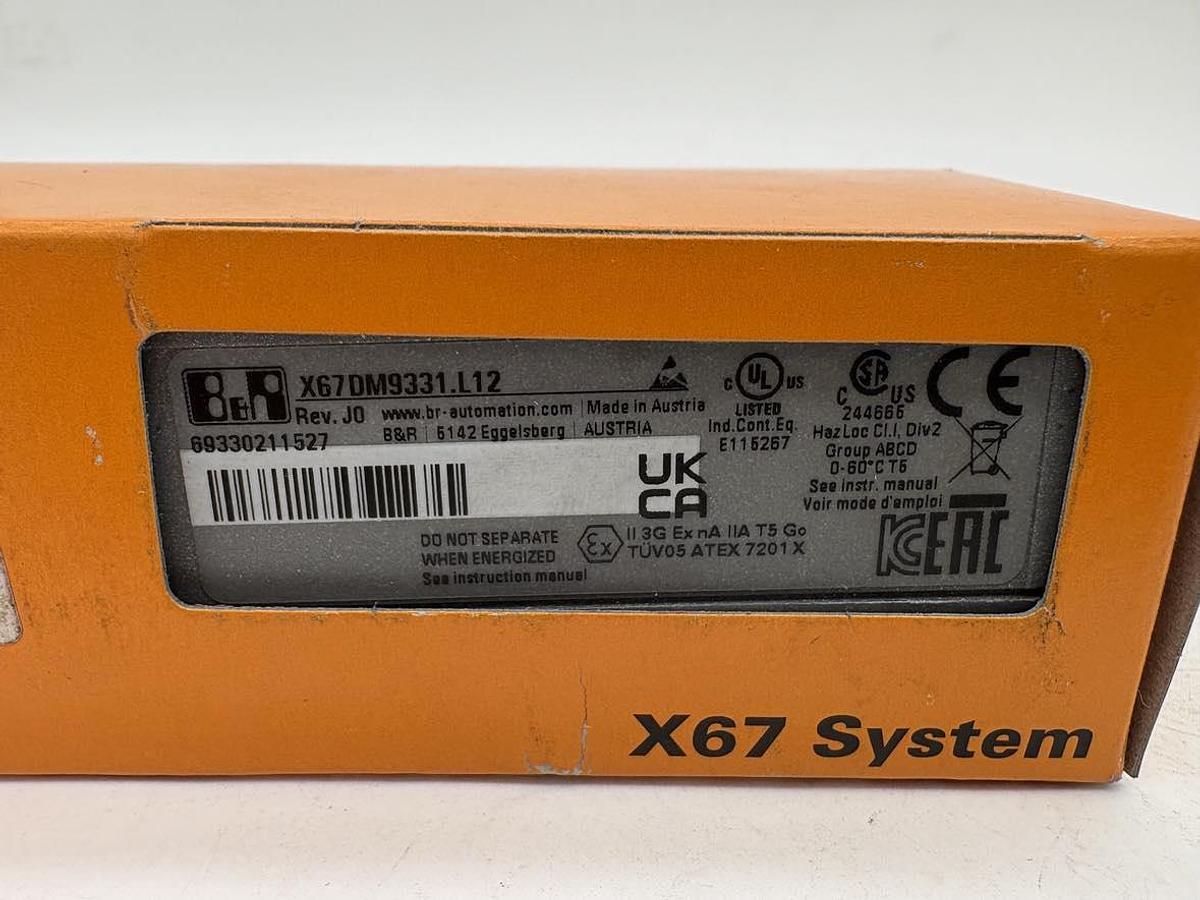 B&R X67DM9331.L12
Rev. J0 www.br-automation.com | Made in Austria
69330211527 B&R | 5142 Eggelsberg | AUSTRIA
C UL US
LISTED
Ind.Cont.Eq.
E115267
C SA US
244665
HazLoc Cl.I, Div2
Group ABCD
0-60°C T5
See instr. manual
Voir mode d'emploi
CE
UK
CA
DO NOT SEPARATE
WHEN ENERGIZED
See instruction manual
Ex II 3G Ex nA IIA T5 Gc
TÜV05 ATEX 7201X
KC EAC
X67 System